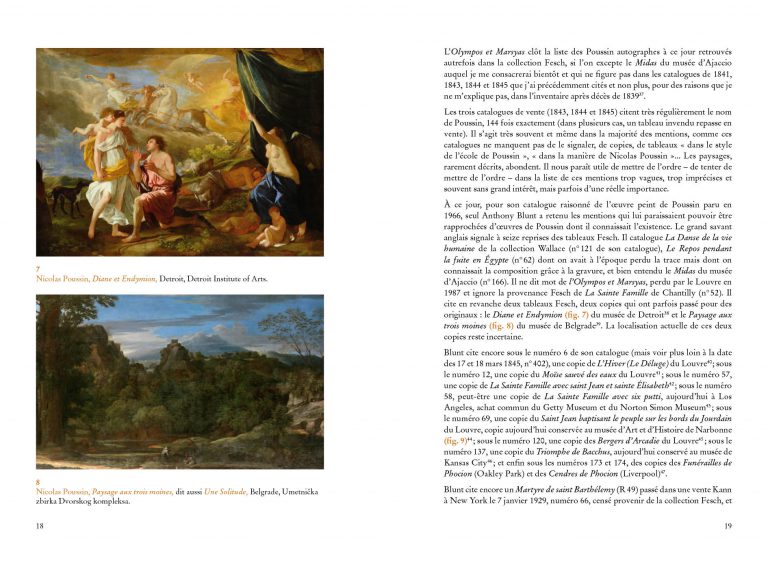 7
Nicolas Poussin, Diane et Endymion, Detroit, Detroit Institute of Arts.
8
Nicolas Poussin, Paysage aux trois moines, dit aussi Une Solitude, Belgrade, Umetnička
zbirka Dvorskog kompleksa.
18
L’Olympos et Marsyas clôt la liste des Poussin autographes à ce jour retrouvés
autrefois dans la collection Fesch, si l’on excepte le Midas du musée d’Ajaccio
auquel je me consacrerai bientôt et qui ne figure pas dans les catalogues de 1841,
1843, 1844 et 1845 que j’ai précédemment cités et non plus, pour des raisons que je
ne m’explique pas, dans l’inventaire après décès de 1839³⁷.
Les trois catalogues de vente (1843, 1844 et 1845) citent très régulièrement le nom
de Poussin, 144 fois exactement (dans plusieurs cas, un tableau invendu repasse en
vente). Il s’agit très souvent et même dans la majorité des mentions, comme ces
catalogues ne manquent pas de le signaler, de copies, de tableaux « dans le style
de l’école de Poussin », « dans la manière de Nicolas Poussin »... Les paysages,
rarement décrits, abondent. Il nous paraît utile de mettre de l’ordre – de tenter de
mettre de l’ordre – dans la liste de ces mentions trop vagues, trop imprécises et
souvent sans grand intérêt, mais parfois d’une réelle importance.
À ce jour, pour son catalogue raisonné de l’œuvre peint de Poussin paru en
1966, seul Anthony Blunt a retenu les mentions qui lui paraissaient pouvoir être
rapprochées d’œuvres de Poussin dont il connaissait l’existence. Le grand savant
anglais signale à seize reprises des tableaux Fesch. Il catalogue La Danse de la vie
humaine de la collection Wallace (n° 121 de son catalogue), Le Repos pendant
la fuite en Égypte (n° 62) dont on avait à l’époque perdu la trace mais dont on
connaissait la composition grâce à la gravure, et bien entendu le Midas du musée
d’Ajaccio (n° 166). Il ne dit mot de l’Olympos et Marsyas, perdu par le Louvre en
1987 et ignore la provenance Fesch de La Sainte Famille de Chantilly (n° 52). Il
cite en revanche deux tableaux Fesch, deux copies qui ont parfois passé pour des
originaux : le Diane et Endymion (fig. 7) du musée de Detroit³⁸ et le Paysage aux
trois moines (fig. 8) du musée de Belgrade³⁹. La localisation actuelle de ces deux
copies reste incertaine.
Blunt cite encore sous le numéro 6 de son catalogue (mais voir plus loin à la date
des 17 et 18 mars 1845, n° 402), une copie de L’Hiver (Le Déluge) du Louvre⁴⁰; sous
le numéro 12, une copie du Moïse sauvé des eaux du Louvre⁴¹; sous le numéro 57,
une copie de La Sainte Famille avec saint Jean et sainte Élisabeth⁴²; sous le numéro
58, peut-être une copie de La Sainte Famille avec six putti, aujourd’hui à Los
Angeles, achat commun du Getty Museum et du Norton Simon Museum⁴³; sous
le numéro 69, une copie du Saint Jean baptisant le peuple sur les bords du Jourdain
du Louvre, copie aujourd’hui conservée au musée d’Art et d’Histoire de Narbonne
(fig. 9)⁴⁴; sous le numéro 120, une copie des Bergers d’Arcadie du Louvre⁴⁵; sous le
numéro 137, une copie du Triomphe de Bacchus, aujourd’hui conservé au musée de
Kansas City⁴⁶; et enfin sous les numéros 173 et 174, des copies des Funérailles de
Phocion (Oakley Park) et des Cendres de Phocion (Liverpool)⁴⁷.
Blunt cite encore un Martyre de saint Barthélemy (R 49) passé dans une vente Kann
à New York le 7 janvier 1929, numéro 66, censé provenir de la collection Fesch, et
19